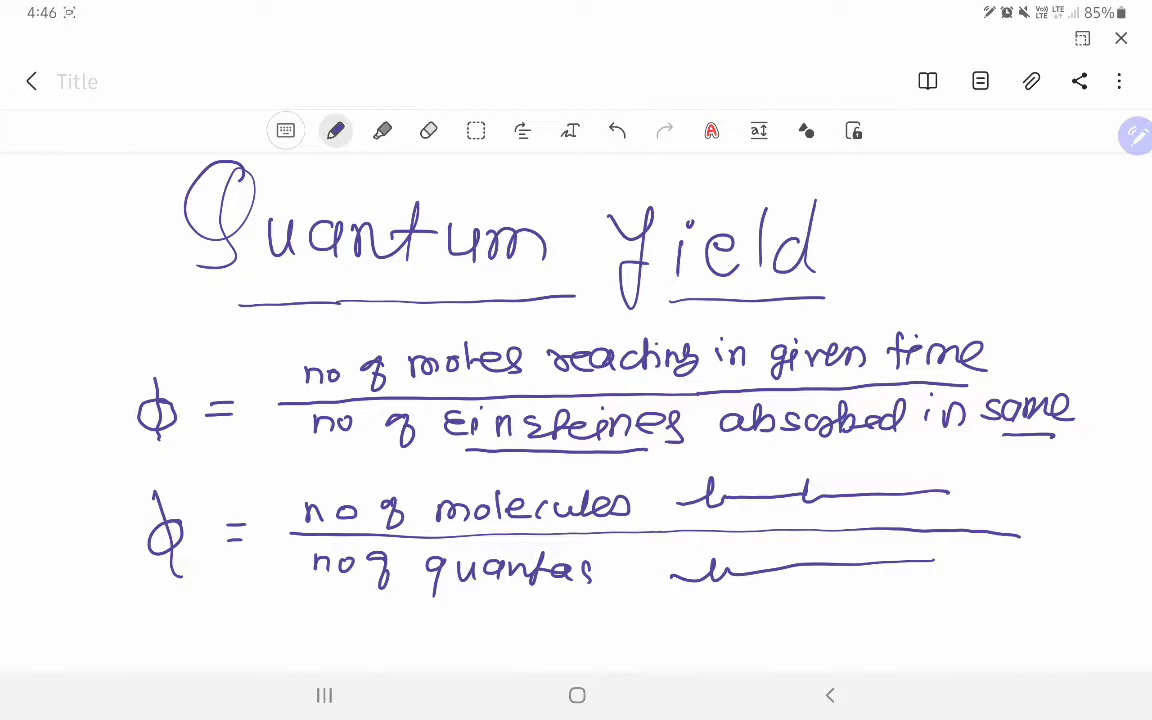 4:46 LTE 85%
Title
Quantum Yield
ϕ = no of moles reacting in given time
no of Einsteines absorbed in same
ϕ = no of molecules
no of quantas